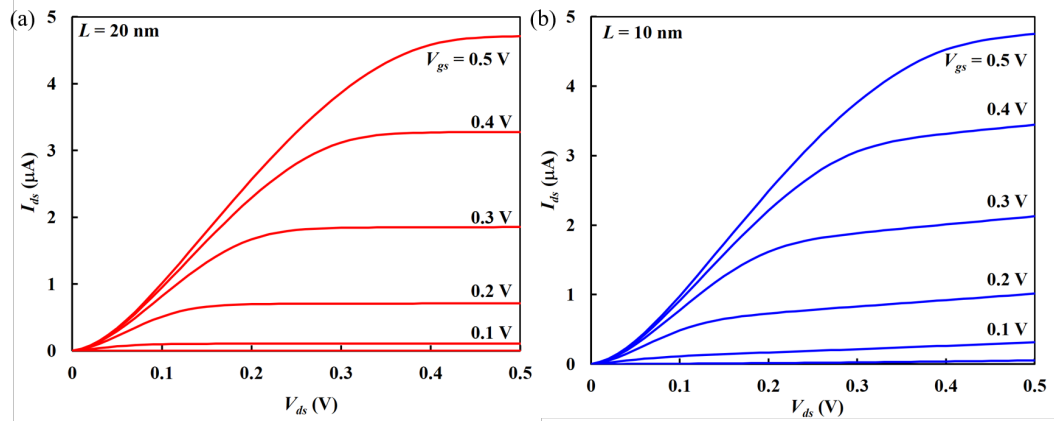 (a)
L = 20 nm
V_gs = 0.5 V
0.4 V
0.3 V
0.2 V
0.1 V
I_ds (μA)
5
4
3
2
1
0
0 0.1 0.2 0.3 0.4 0.5
V_ds (V)
(b)
L = 10 nm
V_gs = 0.5 V
0.4 V
0.3 V
0.2 V
0.1 V
I_ds (μA)
5
4
3
2
1
0
0 0.1 0.2 0.3 0.4 0.5
V_ds (V)